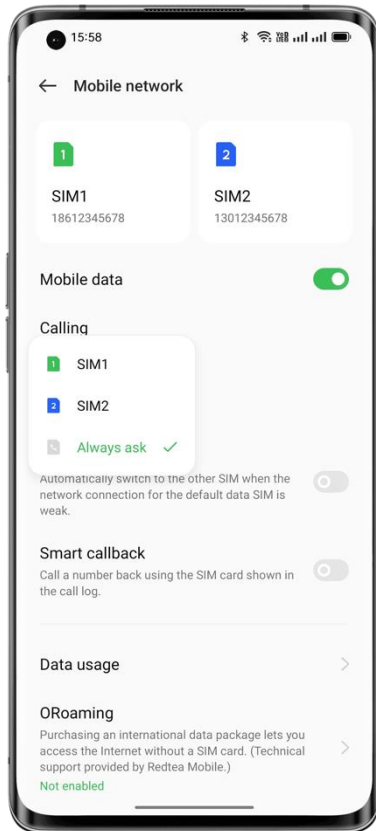 15:58
Mobile network
1
2
SIM1
SIM2
18612345678
13012345678
Mobile data
Calling
1 SIM1
2 SIM2
Always ask
Automatically switch to the other SIM when the
network connection for the default data SIM is
weak.
Smart callback
Call a number back using the SIM card shown in
the call log.
Data usage
ORoaming
Purchasing an international data package lets you
access the Internet without a SIM card. (Technical
support provided by Redtea Mobile.)
Not enabled